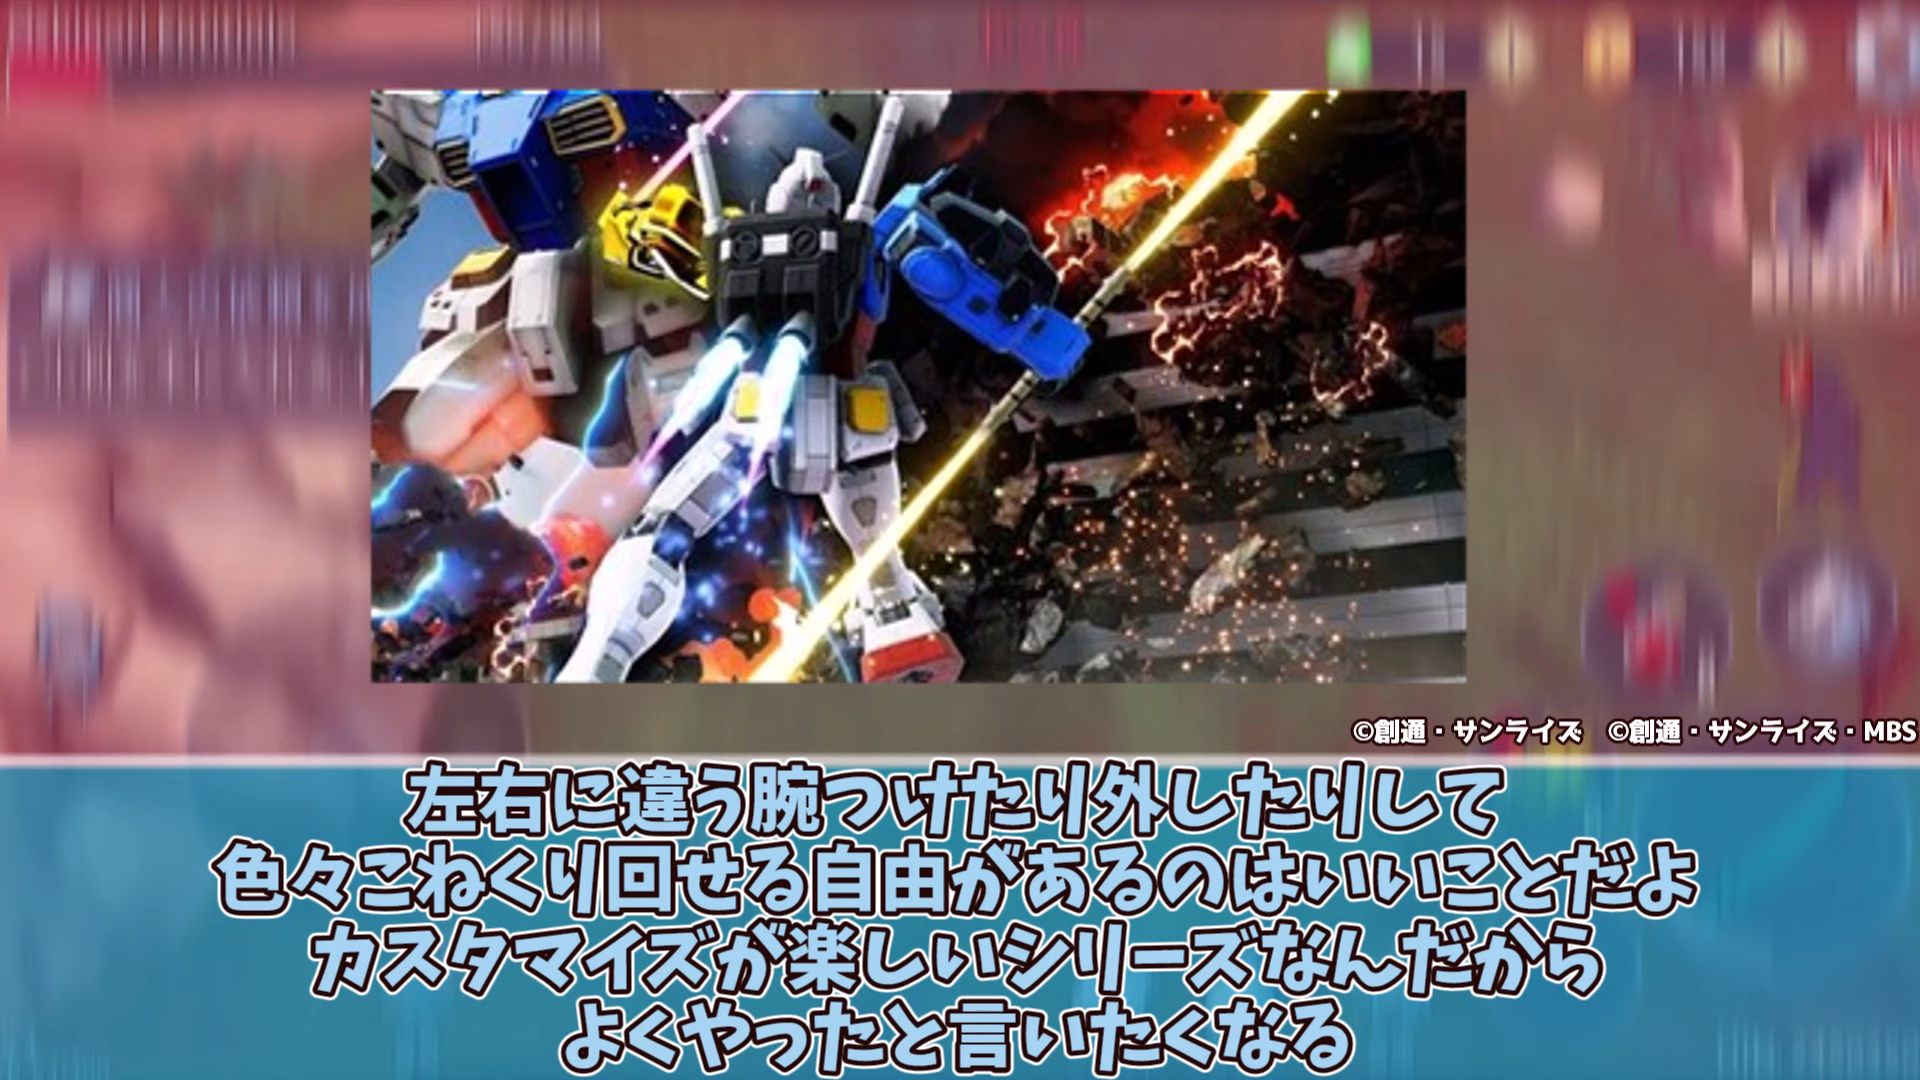 ©創通・サンライズ　©創通・サンライズ・MBS
左右に違う腕つけたり外したりして
色々こねくり回せる自由があるのはいいことだよ
カスタマイズが楽しいシリーズなんだから
よくやったと言いたくなる